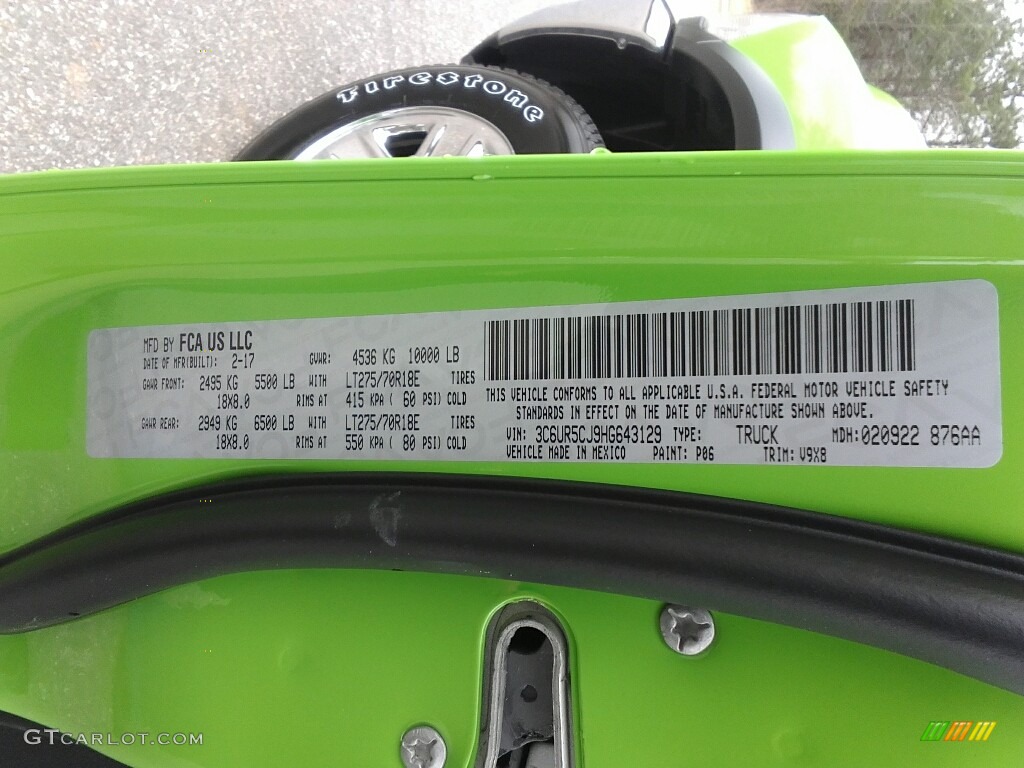 Firestone
MFD BY FCA US LLC
DATE OF MFR(BUILT): 2-17 GVWR: 4536 KG 10000 LB
GAWR FRONT: 2495 KG 5500 LB WITH LT275/70R18E TIRES
18X8.0 RIMS AT 415 KPA ( 60 PSI) COLD
GAWR REAR: 2949 KG 6500 LB WITH LT275/70R18E TIRES
18X8.0 RIMS AT 550 KPA ( 80 PSI) COLD
THIS VEHICLE CONFORMS TO ALL APPLICABLE U.S.A. FEDERAL MOTOR VEHICLE SAFETY
STANDARDS IN EFFECT ON THE DATE OF MANUFACTURE SHOWN ABOVE.
VIN: 3C6UR5CJ9HG643129 TYPE: TRUCK MDH: 020922 876AA
VEHICLE MADE IN MEXICO PAINT: P06 TRIM: V9X8
GTCARLOT.COM